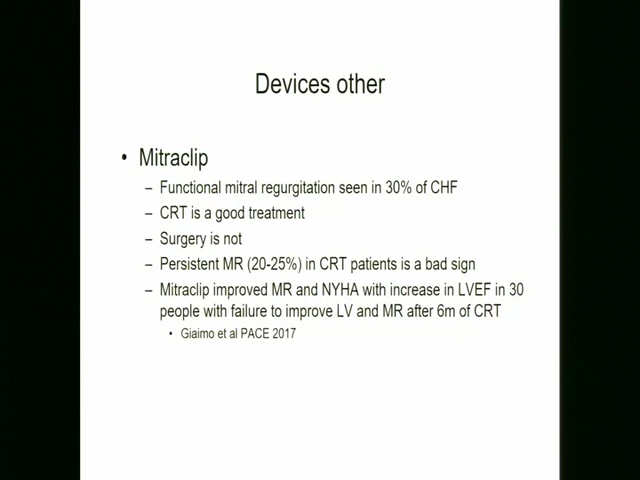 Devices other
• Mitraclip
– Functional mitral regurgitation seen in 30% of CHF
– CRT is a good treatment
– Surgery is not
– Persistent MR (20-25%) in CRT patients is a bad sign
– Mitraclip improved MR and NYHA with increase in LVEF in 30
people with failure to improve LV and MR after 6m of CRT
• Giaimo et al PACE 2017